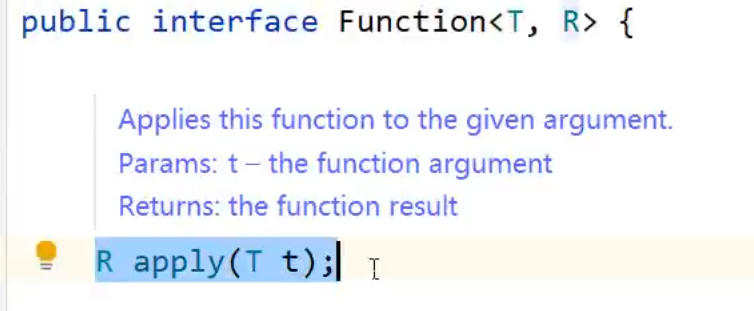 public interface Function<T, R> {
Applies this function to the given argument.
Params: t – the function argument
Returns: the function result
R apply(T t);